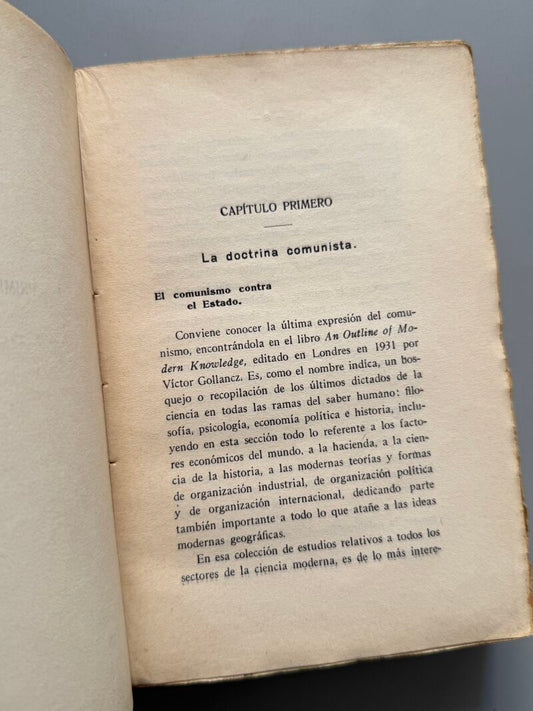 CAPÍTULO PRIMERO
La doctrina comunista.
El comunismo contra
el Estado.
Conviene conocer la última expresión del comu-
nismo, encontrándola en el libro An Outline of Mo-
dern Knowledge, editado en Londres en 1931 por
Víctor Gollancz. Es, como el nombre indica, un bos-
quejo o recopilación de los últimos dictados de la
ciencia en todas las ramas del saber humano: filo-
sofía, psicología, economía política e historia, inclu-
yendo en esta sección todo lo referente a los facto-
res económicos del mundo, a la hacienda, a la cien-
cia de la historia, a las modernas teorías y formas
de organización industrial, de organización política
y de organización internacional, dedicando parte
también importante a todo lo que atañe a las ideas
modernas geográficas.
En esa colección de estudios relativos a todos los
sectores de la ciencia moderna, es de lo más intere-